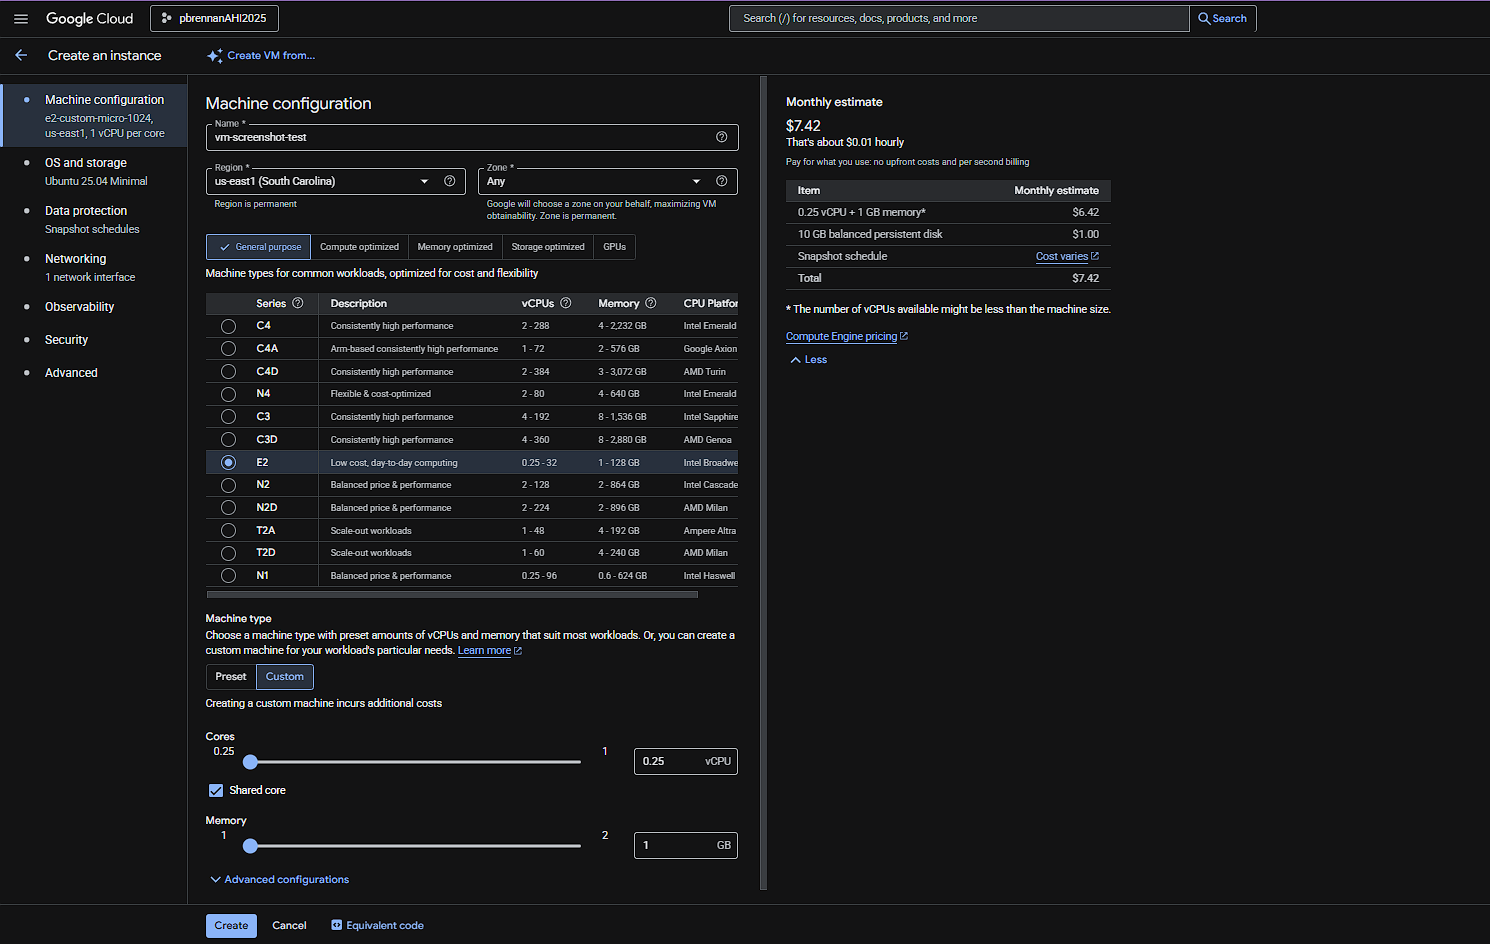 Google Cloud
pbrennanAHI2025
Search (/) for resources, docs, products, and more
Search
Create an instance
Create VM from...
Machine configuration
e2-custom-micro-1024,
us-east1, 1 vCPU per core
OS and storage
Ubuntu 25.04 Minimal
Data protection
Snapshot schedules
Networking
1 network interface
Observability
Security
Advanced
Machine configuration
Name *
vm-screenshot-test
Region *
us-east1 (South Carolina)
Region is permanent
Zone *
Any
Google will choose a zone on your behalf, maximizing VM
obtainability. Zone is permanent.
General purpose Compute optimized Memory optimized Storage optimized GPUs
Machine types for common workloads, optimized for cost and flexibility
Series Description vCPUs Memory CPU Platfor
C4 Consistently high performance 2 - 288 4 - 2,232 GB Intel Emerald
C4A Arm-based consistently high performance 1 - 72 2 - 576 GB Google Axion
C4D Consistently high performance 2 - 384 3 - 3,072 GB AMD Turin
N4 Flexible & cost-optimized 2 - 80 4 - 640 GB Intel Emerald
C3 Consistently high performance 4 - 192 8 - 1,536 GB Intel Sapphire
C3D Consistently high performance 4 - 360 8 - 2,880 GB AMD Genoa
E2 Low cost, day-to-day computing 0.25 - 32 1 - 128 GB Intel Broadwe
N2 Balanced price & performance 2 - 128 2 - 864 GB Intel Cascade
N2D Balanced price & performance 2 - 224 2 - 896 GB AMD Milan
T2A Scale-out workloads 1 - 48 4 - 192 GB Ampere Altra
T2D Scale-out workloads 1 - 60 4 - 240 GB AMD Milan
N1 Balanced price & performance 0.25 - 96 0.6 - 624 GB Intel Haswell
Machine type
Choose a machine type with preset amounts of vCPUs and memory that suit most workloads. Or, you can create a
custom machine for your workload's particular needs. Learn more
Preset Custom
Creating a custom machine incurs additional costs
Cores
0.25 1
0.25 vCPU
Shared core
Memory
1 2
1 GB
Advanced configurations
Create Cancel Equivalent code
Monthly estimate
$7.42
That's about $0.01 hourly
Pay for what you use: no upfront costs and per second billing
Item Monthly estimate
0.25 vCPU + 1 GB memory* $6.42
10 GB balanced persistent disk $1.00
Snapshot schedule Cost varies
Total $7.42
* The number of vCPUs available might be less than the machine size.
Compute Engine pricing
Less